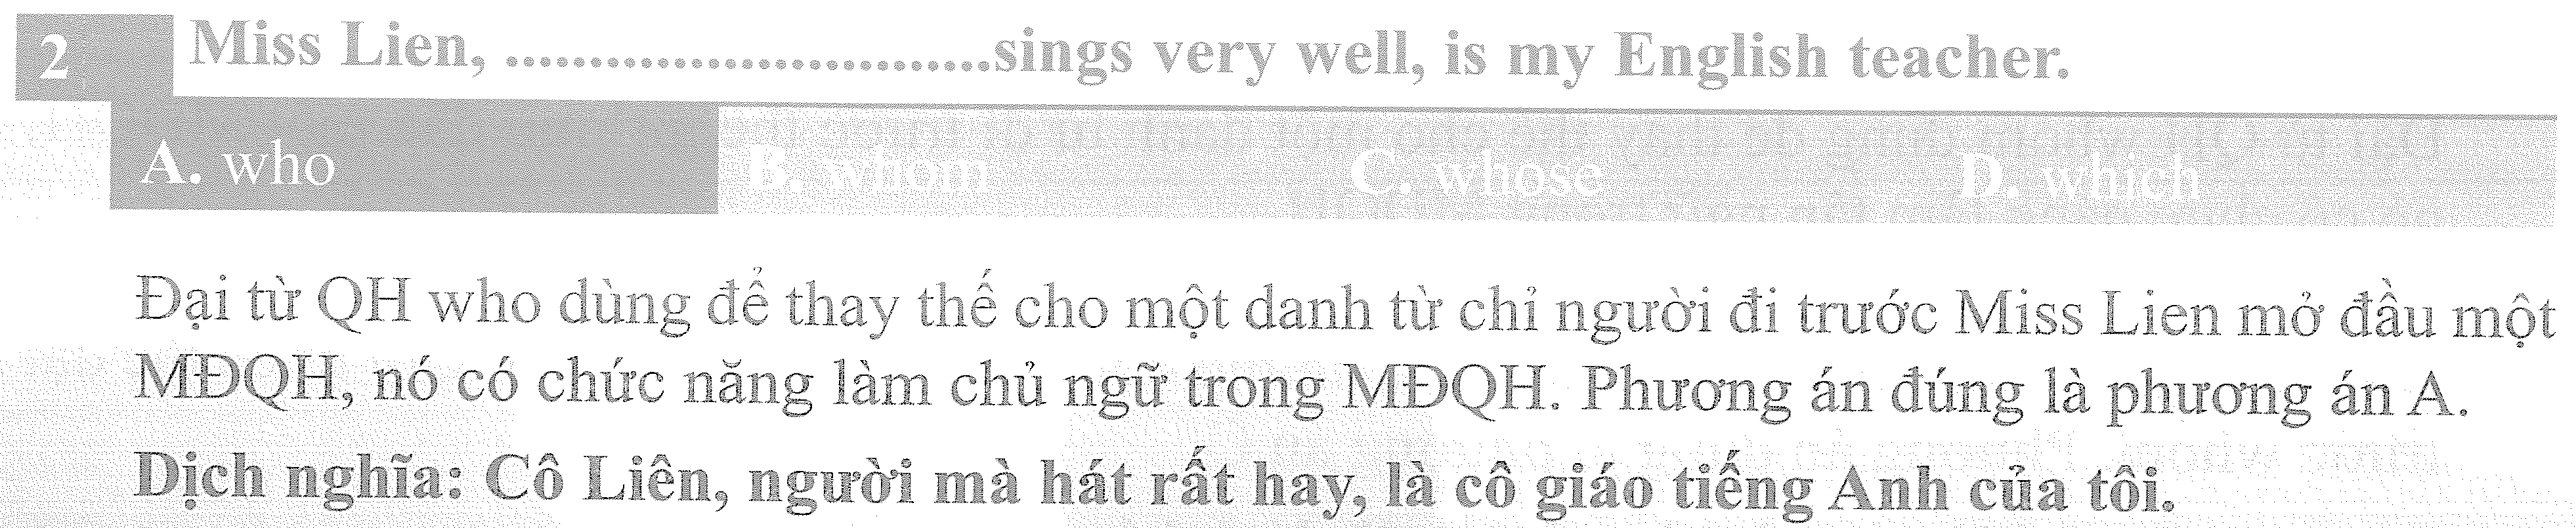 2 Miss Lien, ..............................sings very well, is my English teacher.
A. who B. whom C. whose D. which
Đại từ QH who dùng để thay thế cho một danh từ chỉ người đi trước Miss Lien mở đầu một
MĐQH, nó có chức năng làm chủ ngữ trong MĐQH. Phương án đúng là phương án A.
Dịch nghĩa: Cô Liên, người mà hát rất hay, là cô giáo tiếng Anh của tôi.